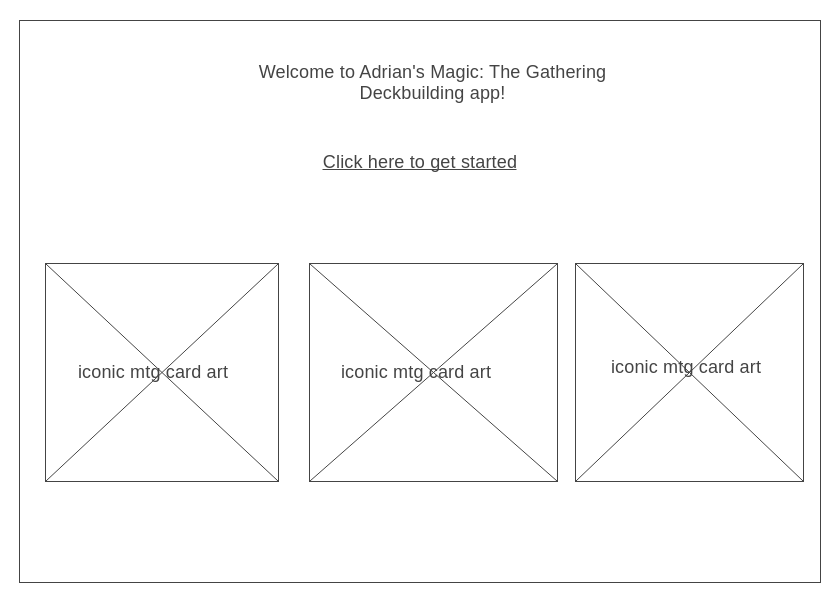 Welcome to Adrian's Magic: The Gathering
Deckbuilding app!
Click here to get started
iconic mtg card art
iconic mtg card art
iconic mtg card art